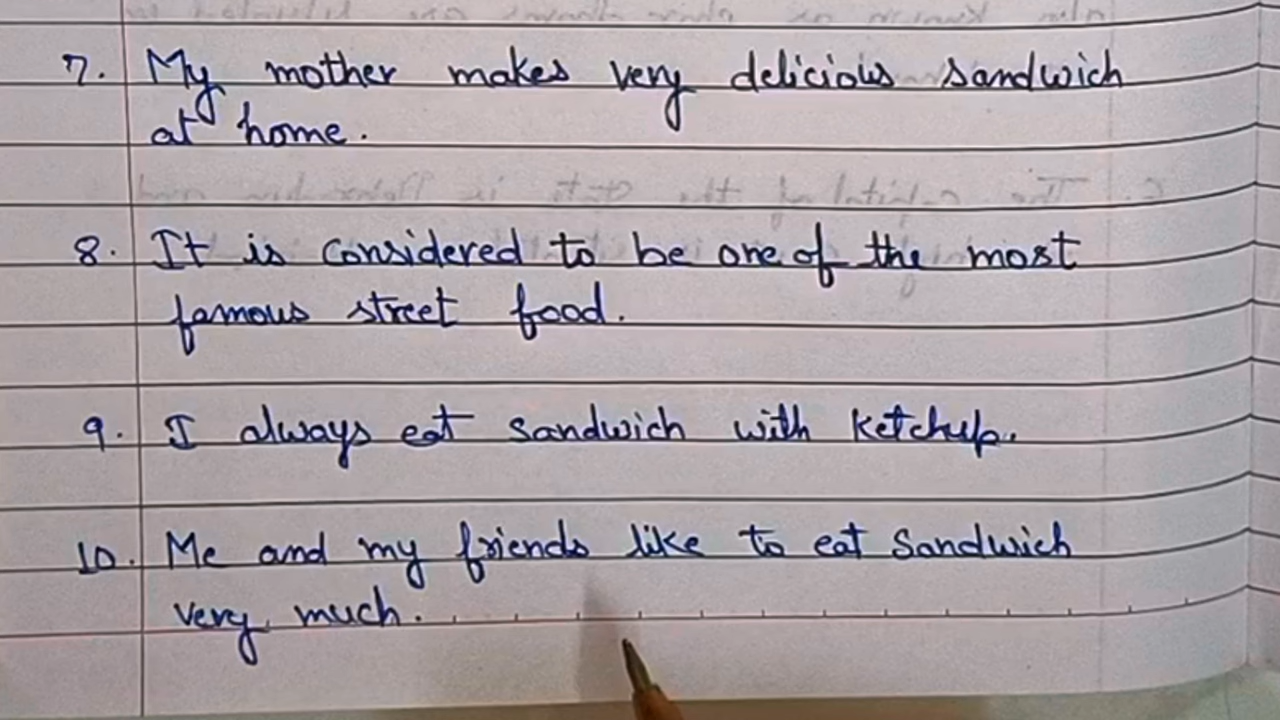 7. My mother makes very delicious sandwich
at home.
8. It is considered to be one of the most
famous street food.
9. I always eat sandwich with ketchup.
10. Me and my friends like to eat Sandwich
very much.